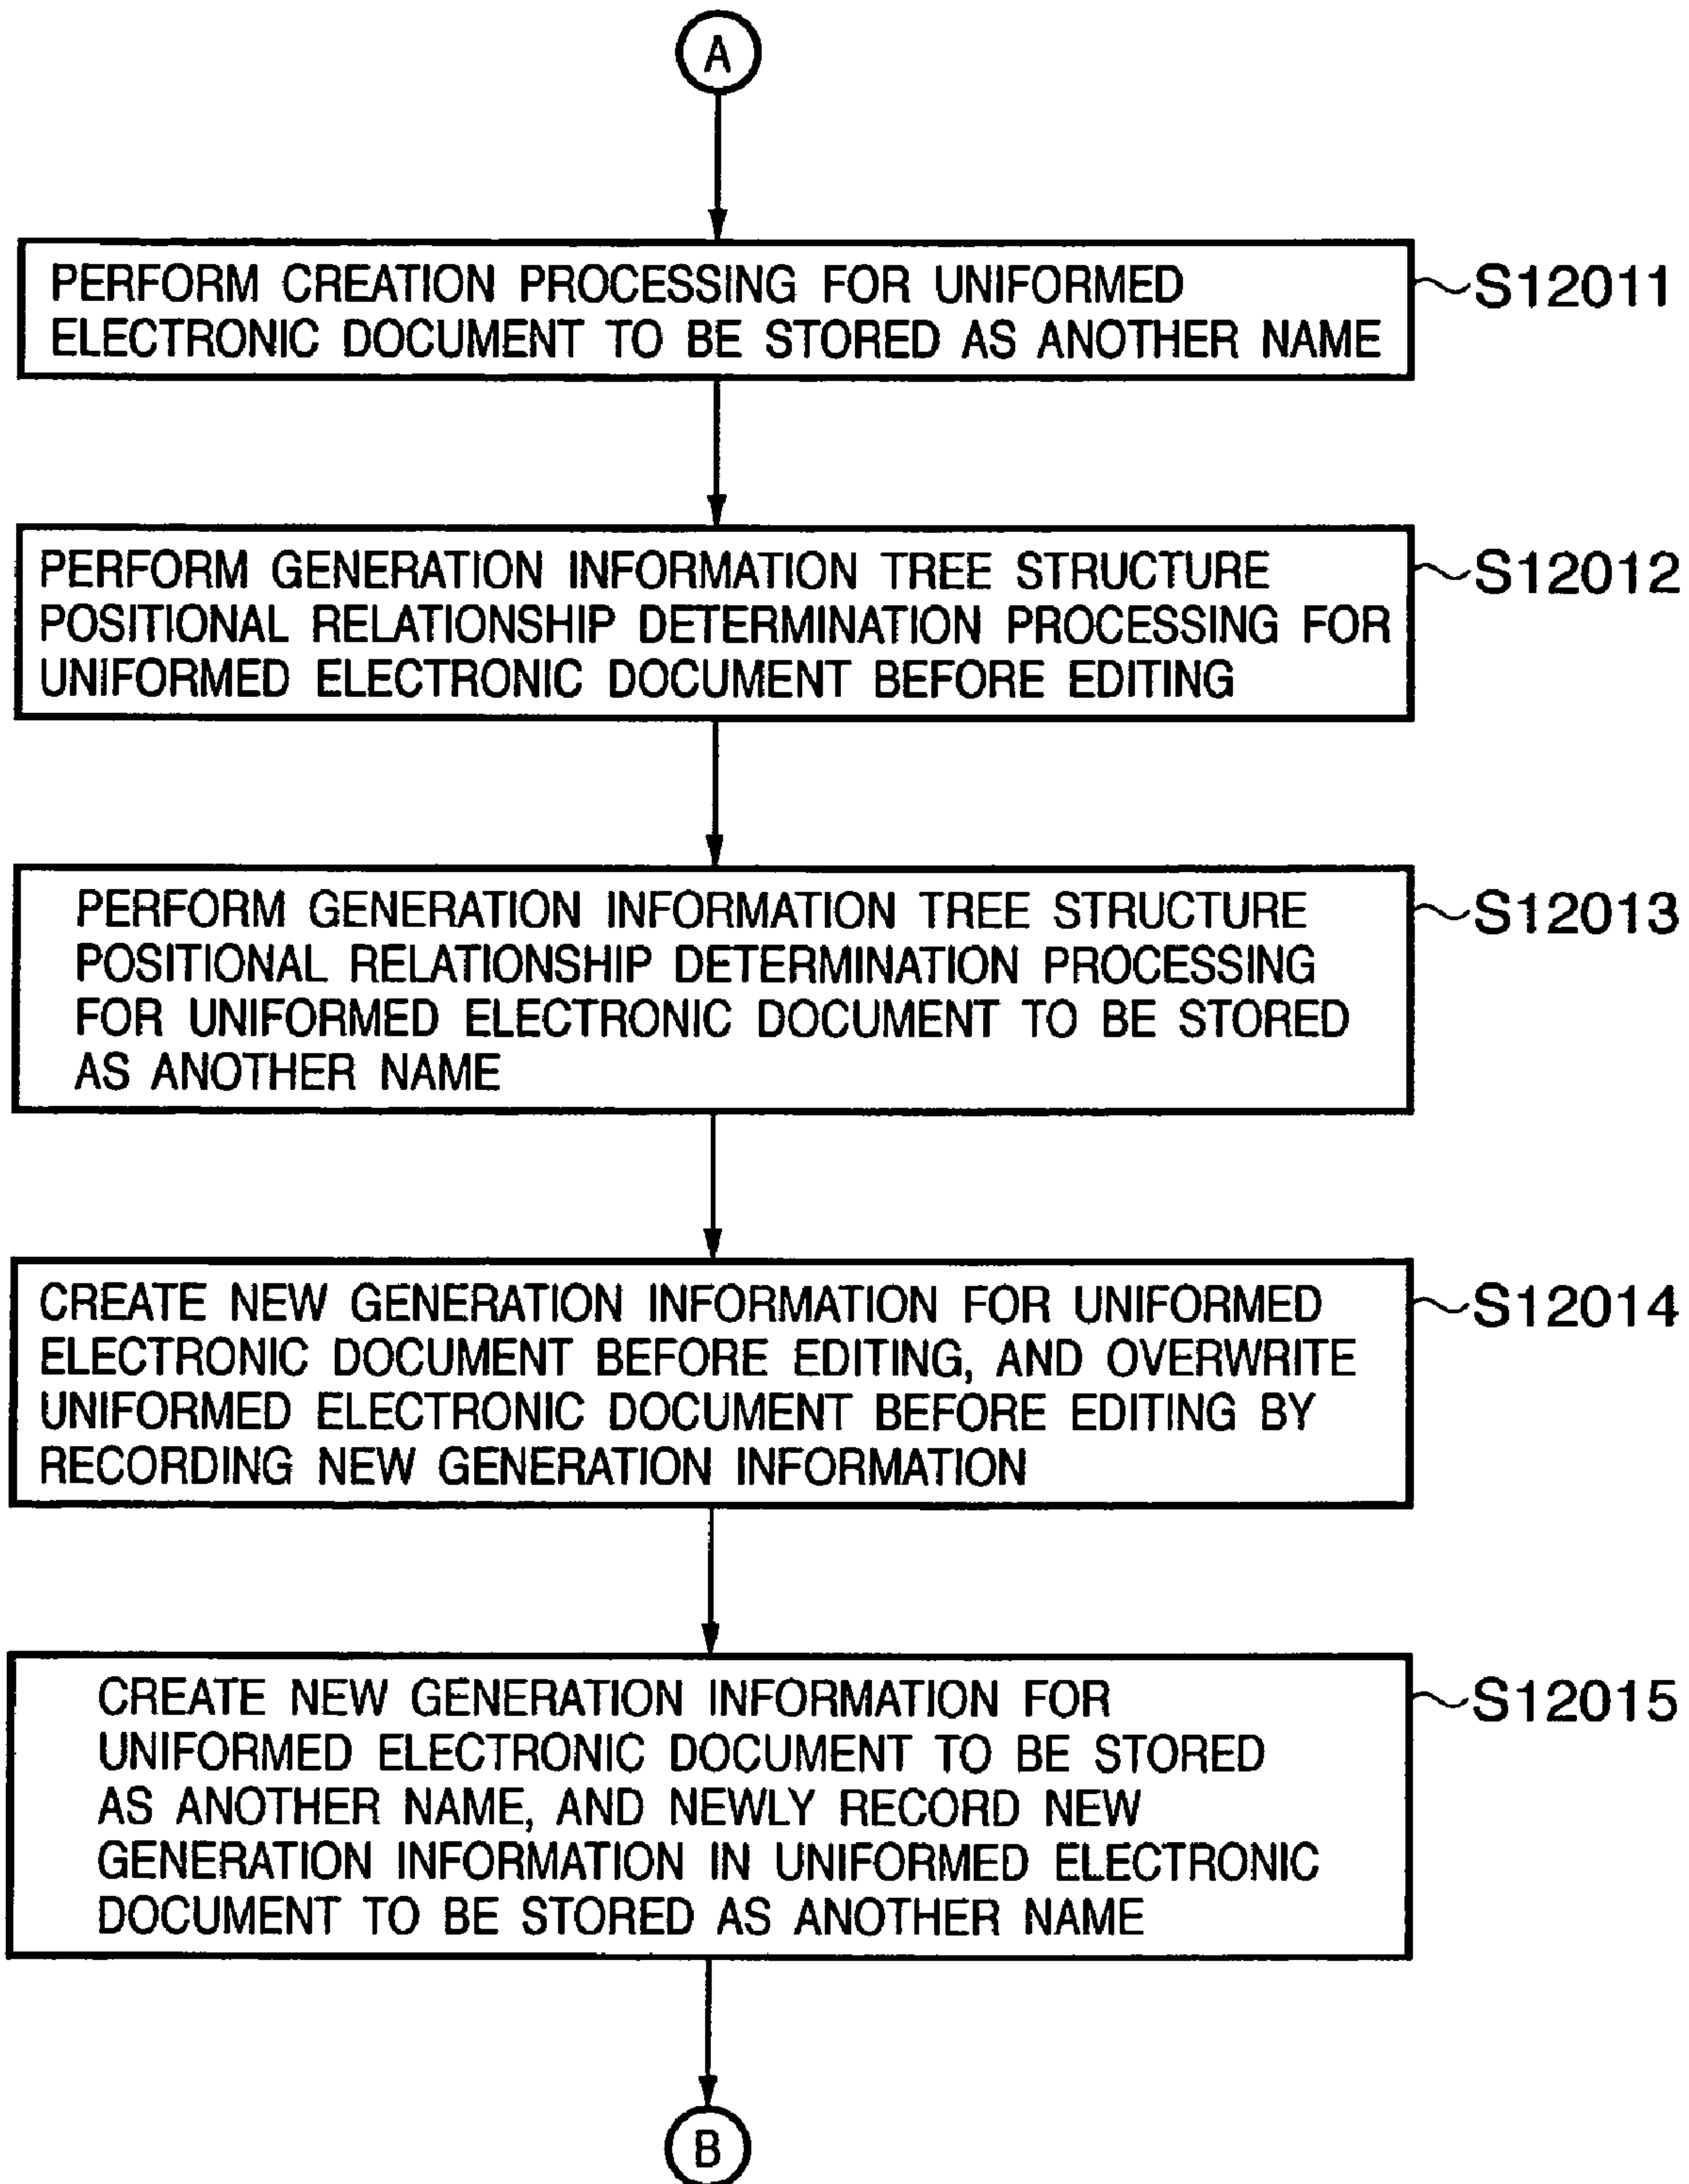 A
PERFORM CREATION PROCESSING FOR UNIFORMED
ELECTRONIC DOCUMENT TO BE STORED AS ANOTHER NAME
S12011
PERFORM GENERATION INFORMATION TREE STRUCTURE
POSITIONAL RELATIONSHIP DETERMINATION PROCESSING FOR
UNIFORMED ELECTRONIC DOCUMENT BEFORE EDITING
S12012
PERFORM GENERATION INFORMATION TREE STRUCTURE
POSITIONAL RELATIONSHIP DETERMINATION PROCESSING
FOR UNIFORMED ELECTRONIC DOCUMENT TO BE STORED
AS ANOTHER NAME
S12013
CREATE NEW GENERATION INFORMATION FOR UNIFORMED
ELECTRONIC DOCUMENT BEFORE EDITING, AND OVERWRITE
UNIFORMED ELECTRONIC DOCUMENT BEFORE EDITING BY
RECORDING NEW GENERATION INFORMATION
S12014
CREATE NEW GENERATION INFORMATION FOR
UNIFORMED ELECTRONIC DOCUMENT TO BE STORED
AS ANOTHER NAME, AND NEWLY RECORD NEW
GENERATION INFORMATION IN UNIFORMED ELECTRONIC
DOCUMENT TO BE STORED AS ANOTHER NAME
S12015
B